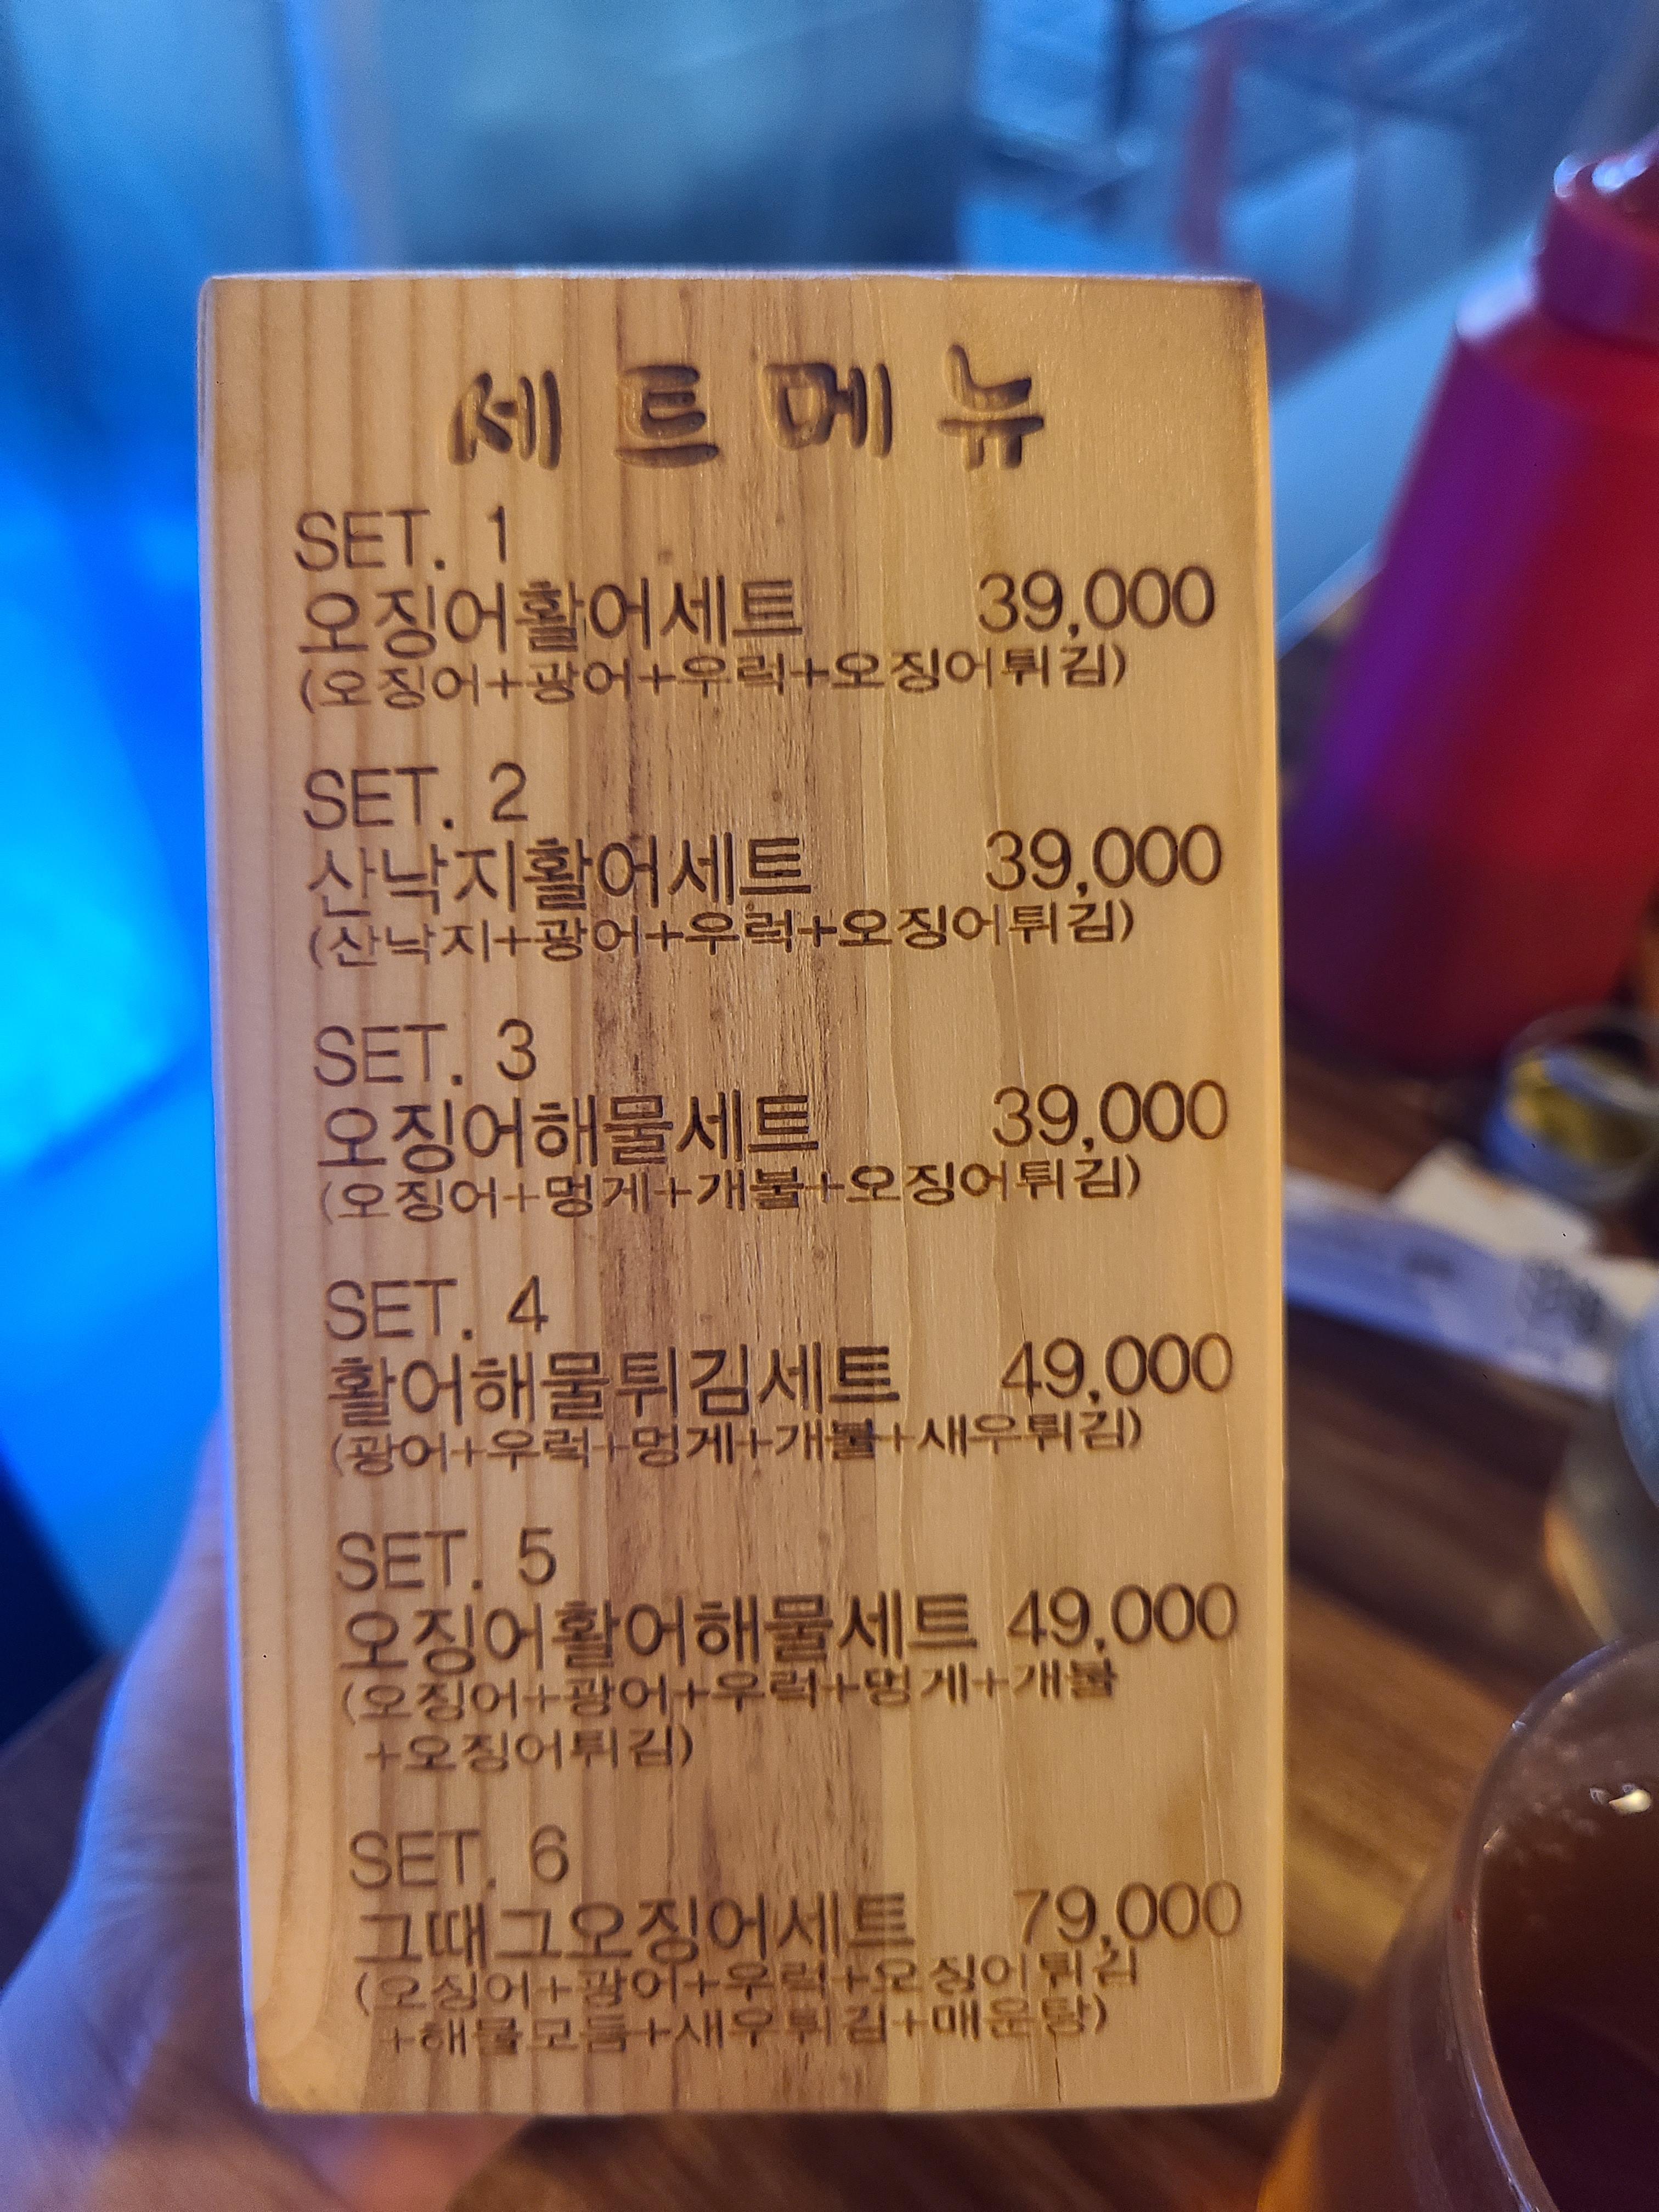 세트메뉴
SET. 1
오징어활어세트 39,000
(오징어+광어+우럭+오징어튀김)
SET. 2
산낙지활어세트 39,000
(산낙지+광어+우럭+오징어튀김)
SET. 3
오징어해물세트 39,000
(오징어+멍게+개불+오징어튀김)
SET. 4
활어해물튀김세트 49,000
(광어+우럭+멍게+개불+새우튀김)
SET. 5
오징어활어해물세트 49,000
(오징어+광어+우럭+멍게+개불
+오징어튀김)
SET. 6
그때그오징어세트 79,000
(오징어+광어+우럭+오징어튀김
+해물모듬+새우튀김+매운탕)